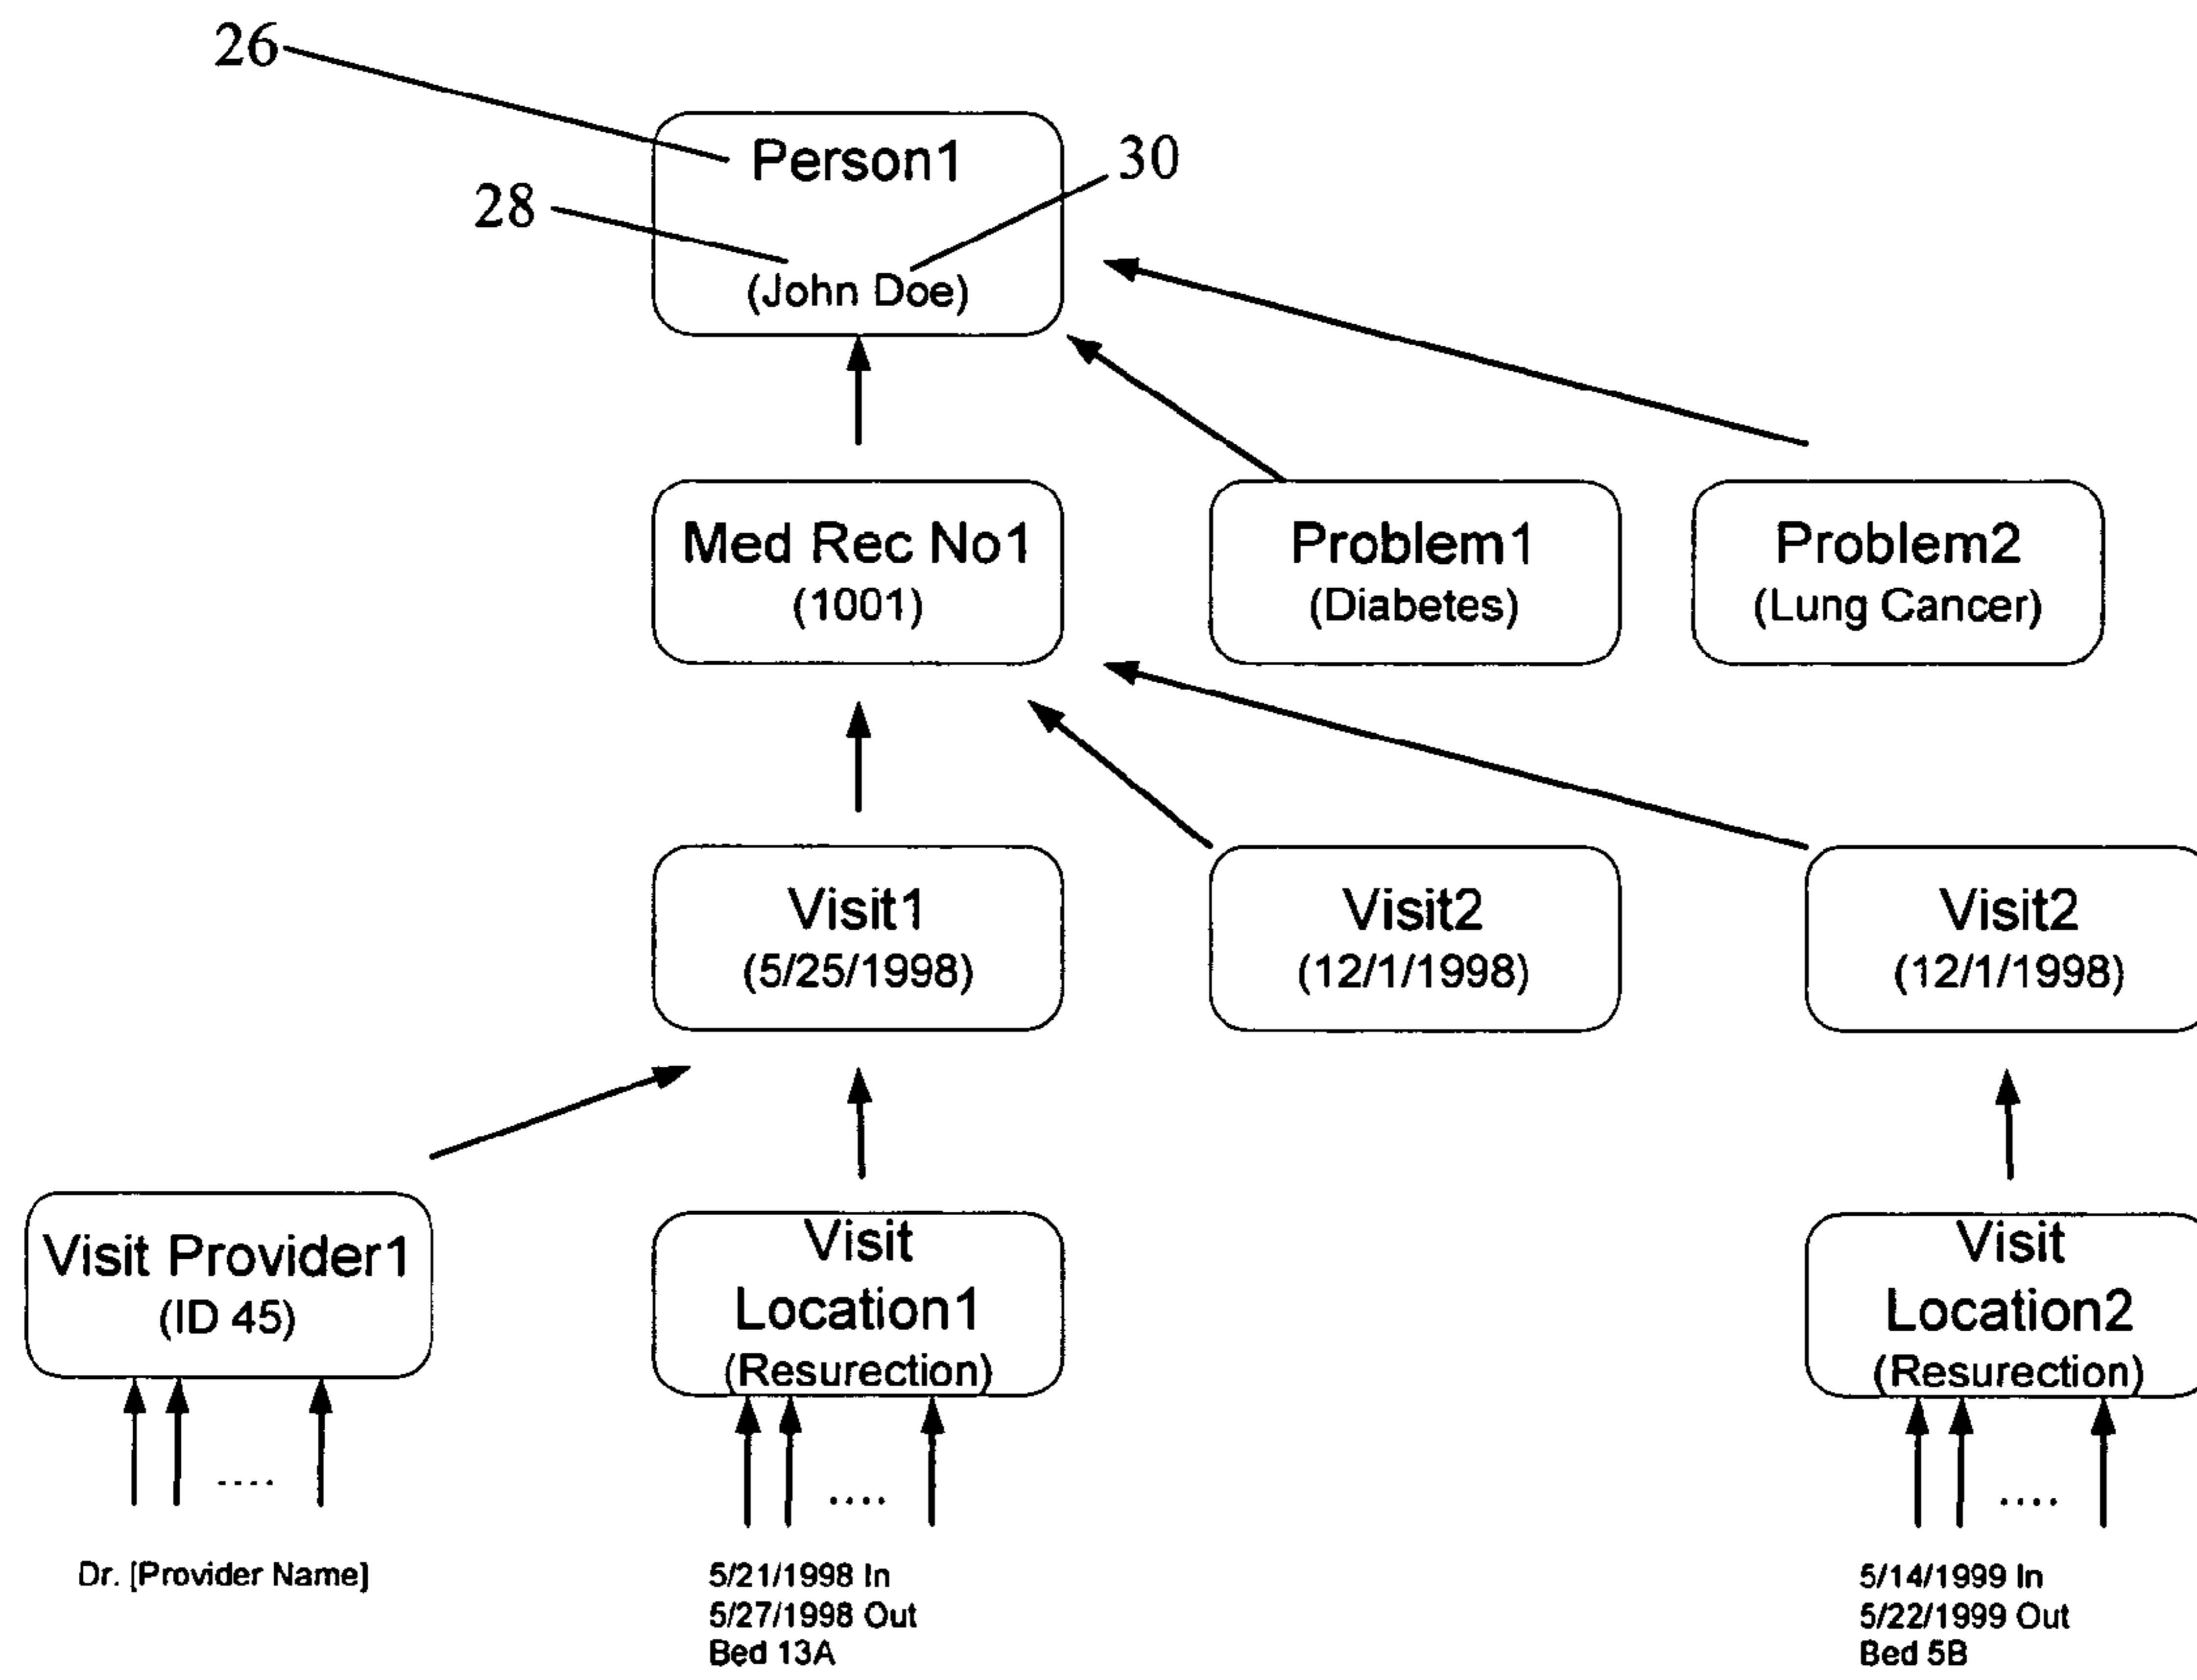 26
Person1
30
28
(John Doe)
Med Rec No1
(1001)
Problem1
(Diabetes)
Problem2
(Lung Cancer)
Visit1
(5/25/1998)
Visit2
(12/1/1998)
Visit2
(12/1/1998)
Visit Provider1
(ID 45)
Visit
Location1
(Resurection)
Visit
Location2
(Resurection)
....
....
....
Dr. [Provider Name]
5/21/1998 In
5/27/1998 Out
Bed 13A
5/14/1999 In
5/22/1999 Out
Bed 5B